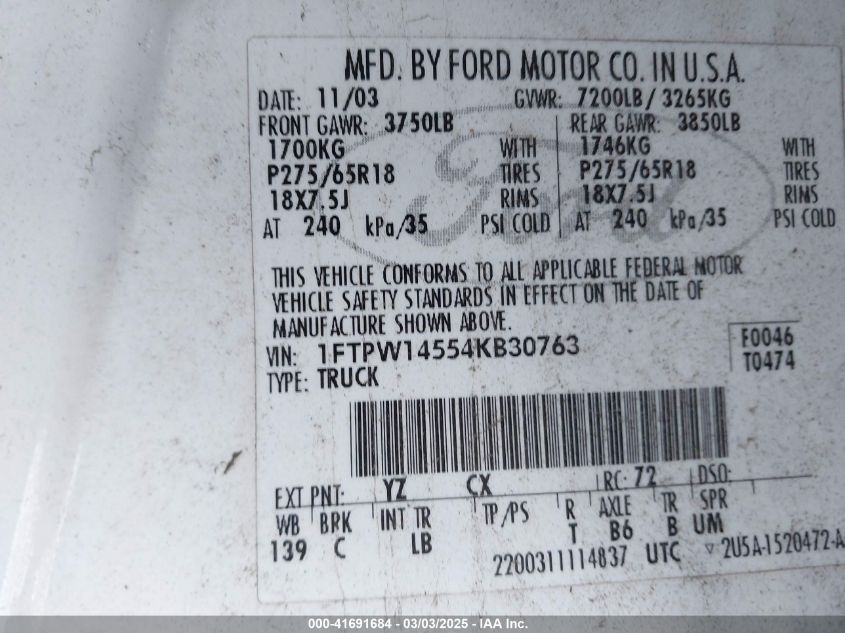 MFD. BY FORD MOTOR CO. IN U.S.A.
DATE: 11/03 GVWR: 7200LB/ 3265KG
FRONT GAWR: 3750LB REAR GAWR: 3850LB
1700KG WITH 1746KG WITH
P275/65R18 TIRES P275/65R18 TIRES
18X7.5J RIMS 18X7.5J RIMS
AT 240 kPa/35 PSI COLD AT 240 kPa/35 PSI COLD
Ford
THIS VEHICLE CONFORMS TO ALL APPLICABLE FEDERAL MOTOR
VEHICLE SAFETY STANDARDS IN EFFECT ON THE DATE OF
MANUFACTURE SHOWN ABOVE.
VIN: 1FTPW14554KB30763 F0046
TYPE: TRUCK T0474
EXT PNT: YZ CX RC: 72 DSO:
WB BRK INT TR TP/PS R AXLE TR SPR
139 C LB T B6 B UM
2200311114837 UTC ▽ 2U5A-1520472-A
000-41691684 — 03/03/2025 — IAA Inc.